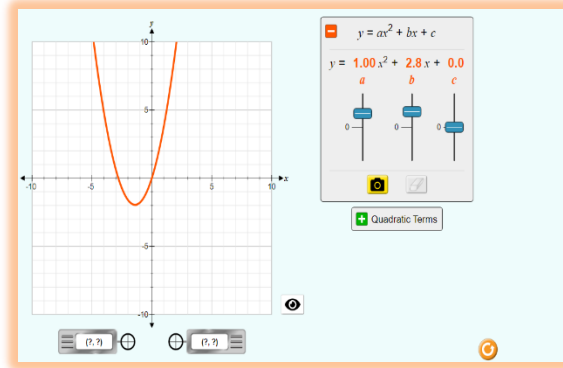 y
10
5
-10
-5
5
10
x
-5
-10
(?, ?)
(?, ?)
y = ax² + bx + c
y = 1.00 x² + 2.8 x + 0.0
a b c
0 0 0
Quadratic Terms